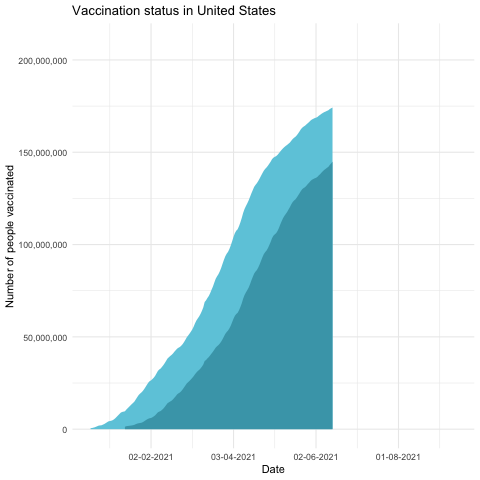 Vaccination status in United States
Number of people vaccinated
200,000,000
150,000,000
100,000,000
50,000,000
0
02-02-2021 03-04-2021 02-06-2021 01-08-2021
Date